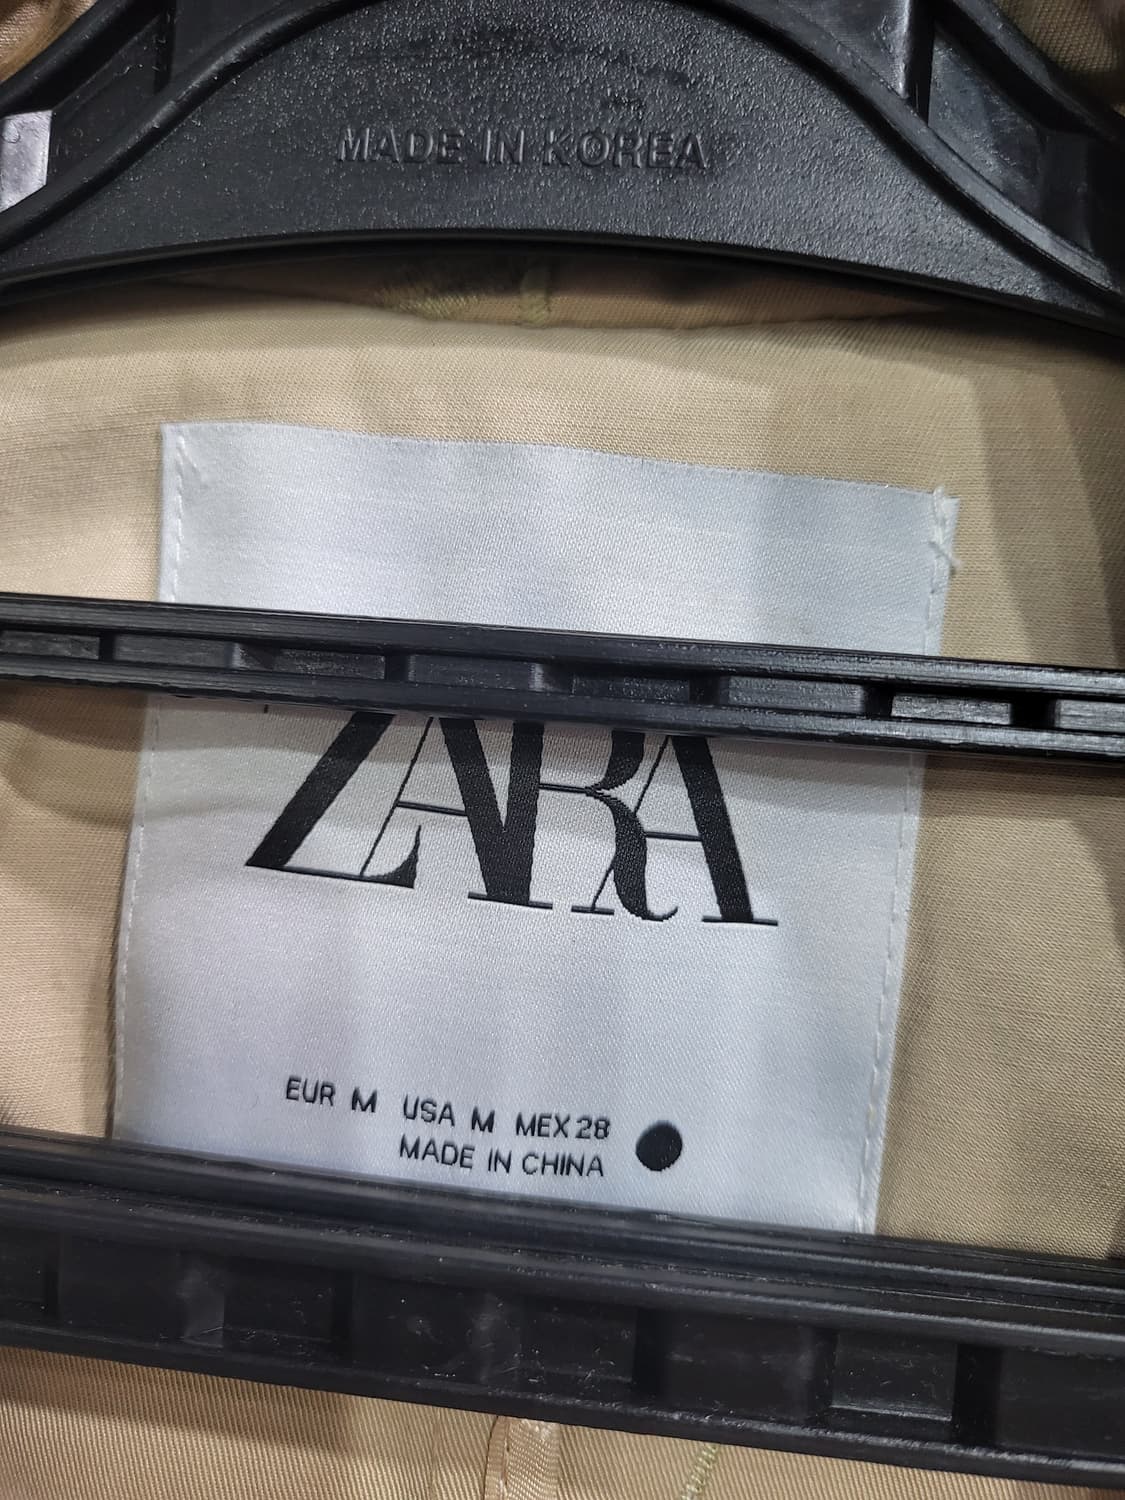 MADE IN KOREA
ZARA
EUR M USA M MEX 28
MADE IN CHINA